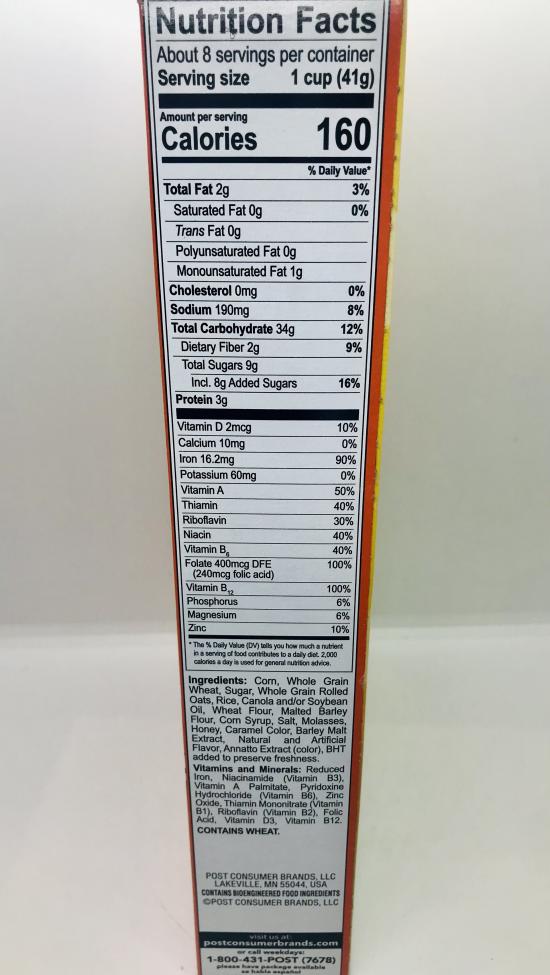 Nutrition Facts
About 8 servings per container
Serving size 1 cup (41g)
Amount per serving
Calories 160
% Daily Value*
Total Fat 2g 3%
Saturated Fat 0g 0%
Trans Fat 0g
Polyunsaturated Fat 0g
Monounsaturated Fat 1g
Cholesterol 0mg 0%
Sodium 190mg 8%
Total Carbohydrate 34g 12%
Dietary Fiber 2g 9%
Total Sugars 9g
Incl. 8g Added Sugars 16%
Protein 3g
Vitamin D 2mcg 10%
Calcium 10mg 0%
Iron 16.2mg 90%
Potassium 60mg 0%
Vitamin A 50%
Thiamin 40%
Riboflavin 30%
Niacin 40%
Vitamin B6 40%
Folate 400mcg DFE 100%
(240mcg folic acid)
Vitamin B12 100%
Phosphorus 6%
Magnesium 6%
Zinc 10%
* The % Daily Value (DV) tells you how much a nutrient
in a serving of food contributes to a daily diet. 2,000
calories a day is used for general nutrition advice.
Ingredients: Corn, Whole Grain
Wheat, Sugar, Whole Grain Rolled
Oats, Rice, Canola and/or Soybean
Oil, Wheat Flour, Malted Barley
Flour, Corn Syrup, Salt, Molasses,
Honey, Caramel Color, Barley Malt
Extract, Natural and Artificial
Flavor, Annatto Extract (color), BHT
added to preserve freshness.
Vitamins and Minerals: Reduced
Iron, Niacinamide (Vitamin B3),
Vitamin A Palmitate, Pyridoxine
Hydrochloride (Vitamin B6), Zinc
Oxide, Thiamin Mononitrate (Vitamin
B1), Riboflavin (Vitamin B2), Folic
Acid, Vitamin D3, Vitamin B12.
CONTAINS WHEAT.
POST CONSUMER BRANDS, LLC
LAKEVILLE, MN 55044, USA
CONTAINS BIOENGINEERED FOOD INGREDIENTS
©POST CONSUMER BRANDS, LLC
visit us at:
postconsumerbrands.com
or call weekdays:
1-800-431-POST (7678)
please have package available
se habla español